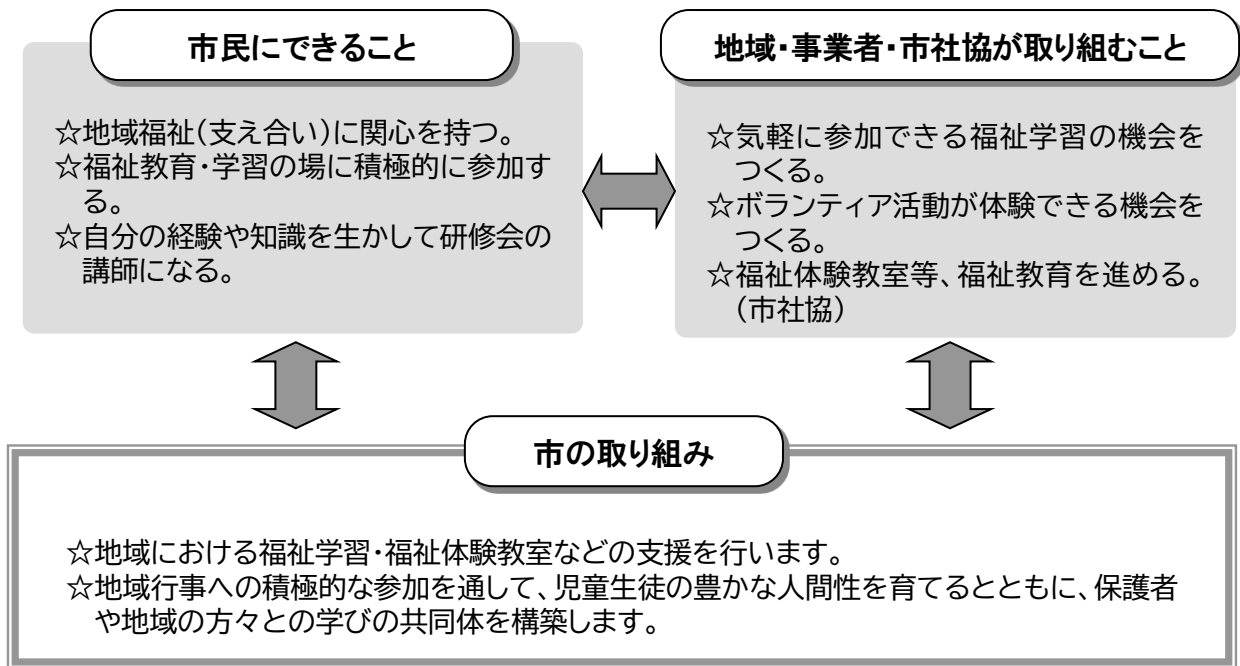 市民にできること
☆地域福祉(支え合い)に関心を持つ。
☆福祉教育・学習の場に積極的に参加す
る。
☆自分の経験や知識を生かして研修会の
講師になる。
地域・事業者・市社協が取り組むこと
☆気軽に参加できる福祉学習の機会を
つくる。
☆ボランティア活動が体験できる機会を
つくる。
☆福祉体験教室等、福祉教育を進める。
(市社協)
市の取り組み
☆地域における福祉学習・福祉体験教室などの支援を行います。
☆地域行事への積極的な参加を通して、児童生徒の豊かな人間性を育てるとともに、保護者
や地域の方々との学びの共同体を構築します。